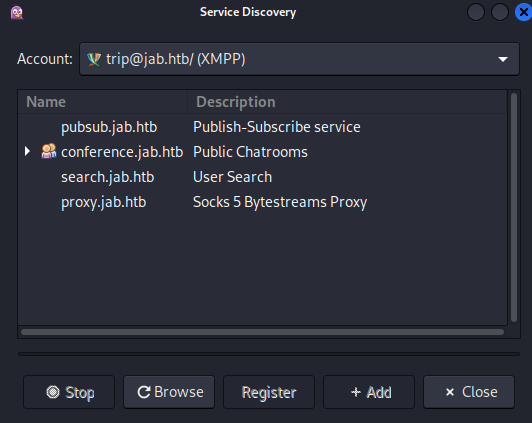 Service Discovery
Account: trip@jab.htb/ (XMPP)
Name Description
pubsub.jab.htb Publish-Subscribe service
conference.jab.htb Public Chatrooms
search.jab.htb User Search
proxy.jab.htb Socks 5 Bytestreams Proxy
Stop Browse Register + Add × Close